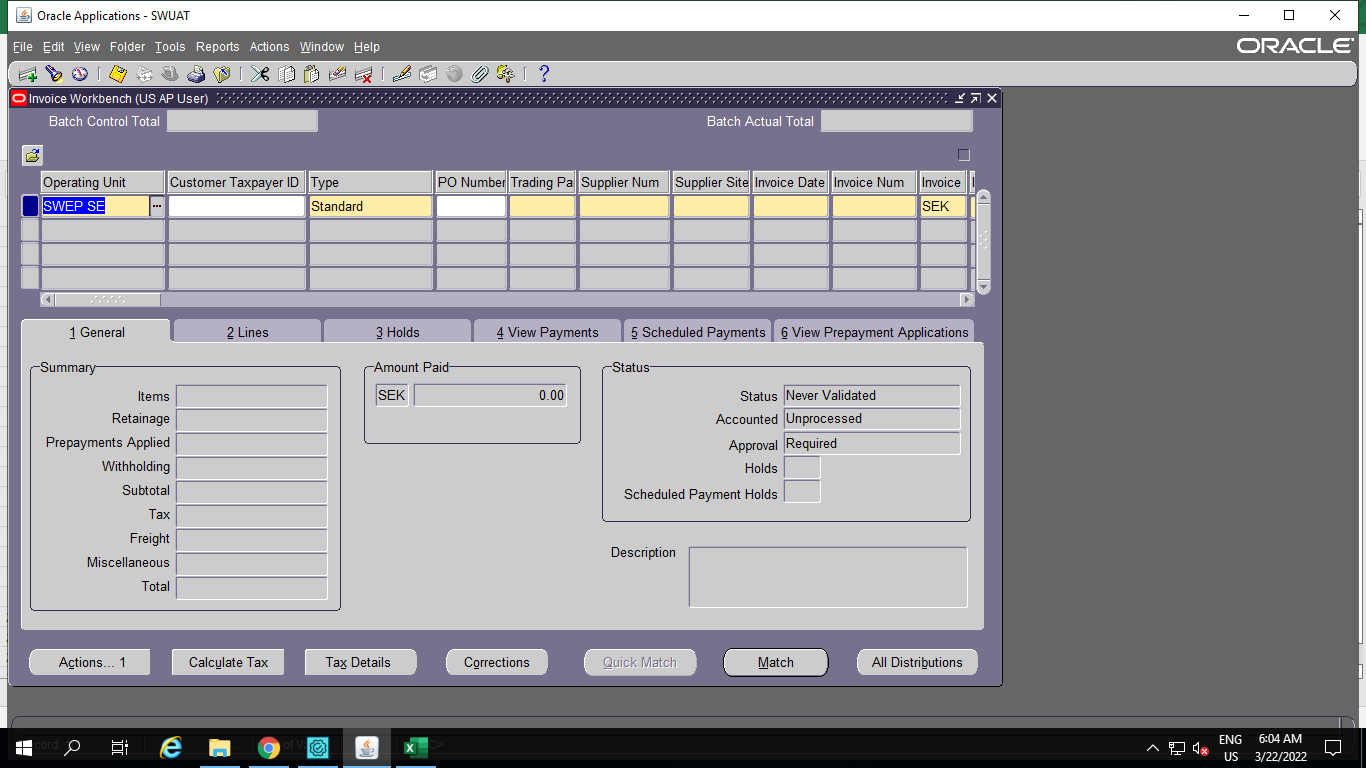 Oracle Applications - SWUAT
File Edit View Folder Tools Reports Actions Window Help
ORACLE
Invoice Workbench (US AP User)
Batch Control Total
Batch Actual Total
Operating Unit Customer Taxpayer ID Type PO Number Trading Pa Supplier Num Supplier Site Invoice Date Invoice Num Invoice
SWEP SE ... Standard SEK
1 General 2 Lines 3 Holds 4 View Payments 5 Scheduled Payments 6 View Prepayment Applications
Summary
Items
Retainage
Prepayments Applied
Withholding
Subtotal
Tax
Freight
Miscellaneous
Total
Amount Paid
SEK 0.00
Status
Status Never Validated
Accounted Unprocessed
Approval Required
Holds
Scheduled Payment Holds
Description
Actions... 1 Calculate Tax Tax Details Corrections Quick Match Match All Distributions
ENG
US
6:04 AM
3/22/2022